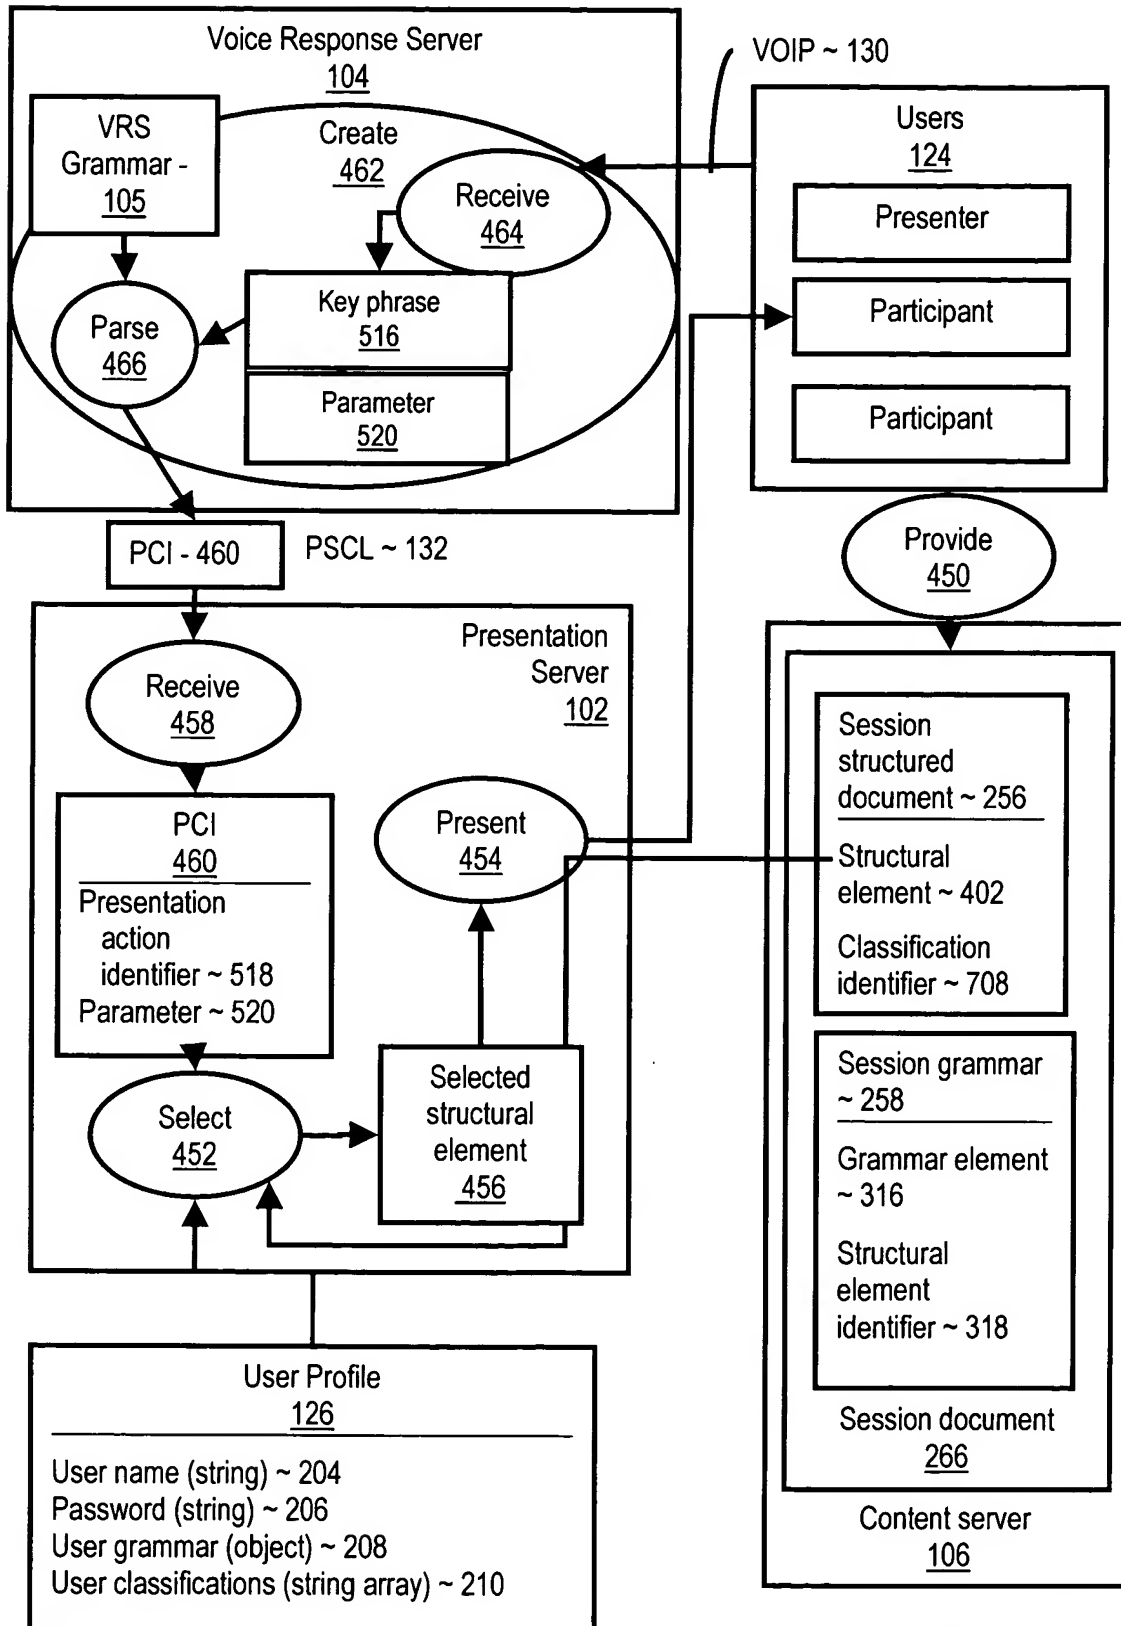 Voice Response Server
104
VRS
Grammar -
105
Create
462
Receive
464
Key phrase
516
Parameter
520
Parse
466
VOIP ~ 130
Users
124
Presenter
Participant
Participant
Provide
450
PCI - 460
PSCL ~ 132
Presentation
Server
102
Receive
458
PCI
460
Presentation
action
identifier ~ 518
Parameter ~ 520
Present
454
Select
452
Selected
structural
element
456
Session
structured
document ~ 256
Structural
element ~ 402
Classification
identifier ~ 708
Session grammar
~ 258
Grammar element
~ 316
Structural
element
identifier ~ 318
Session document
266
Content server
106
User Profile
126
User name (string) ~ 204
Password (string) ~ 206
User grammar (object) ~ 208
User classifications (string array) ~ 210